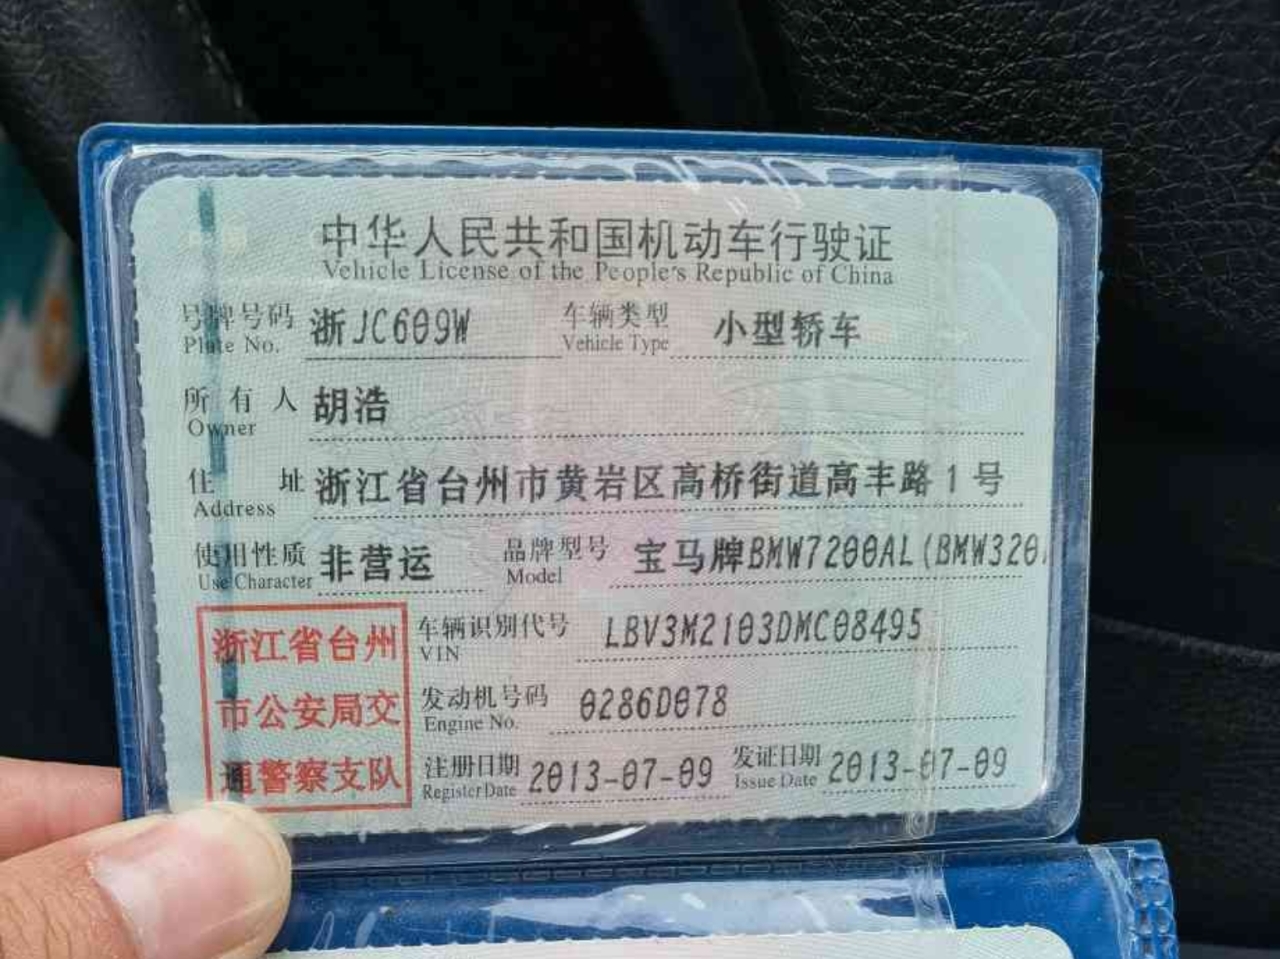 中华人民共和国机动车行驶证
Vehicle License of the People's Republic of China
号牌号码 浙JC609W 车辆类型 小型轿车
Plate No. Vehicle Type
所有人 胡浩
Owner
住址 浙江省台州市黄岩区高桥街道高丰路1号
Address
使用性质 非营运 品牌型号 宝马牌BMW7200AL(BMW320
Use Character Model
浙江省台州
市公安局交
通警察支队
车辆识别代号 LBV3M2103DMC08495
VIN
发动机号码 0286D078
Engine No.
注册日期 2013-07-09 发证日期 2013-07-09
Register Date Issue Date